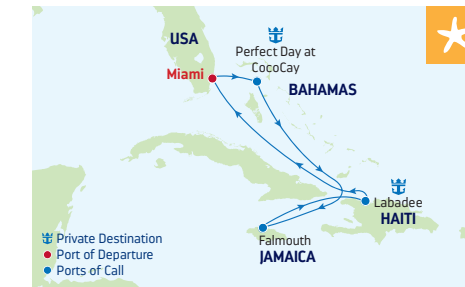 USA
Perfect Day at
CocoCay
Miami
BAHAMAS
Labadee
HAITI
Falmouth
JAMAICA
Private Destination
Port of Departure
Ports of Call